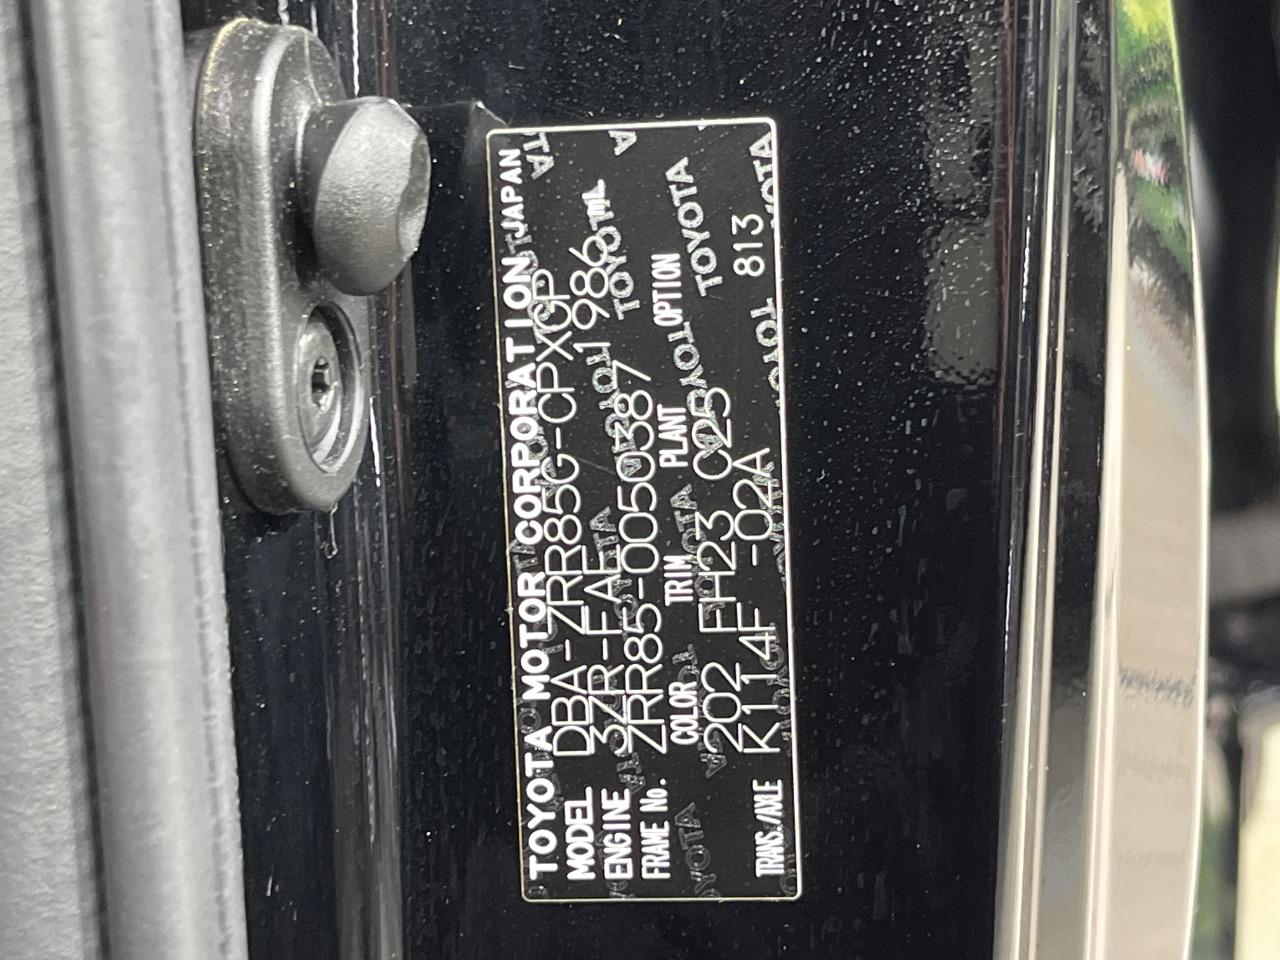 TOYOTA MOTOR CORPORATION JAPAN
MODEL DBA-ZRR85G-CPXGP
ENGINE 3ZR-FAE 1986 mL
FRAME No. ZRR85-0050387
COLOR TRIM PLANT OPTION
202 FH23 C25
TRANS./AXLE K114F -02A 813